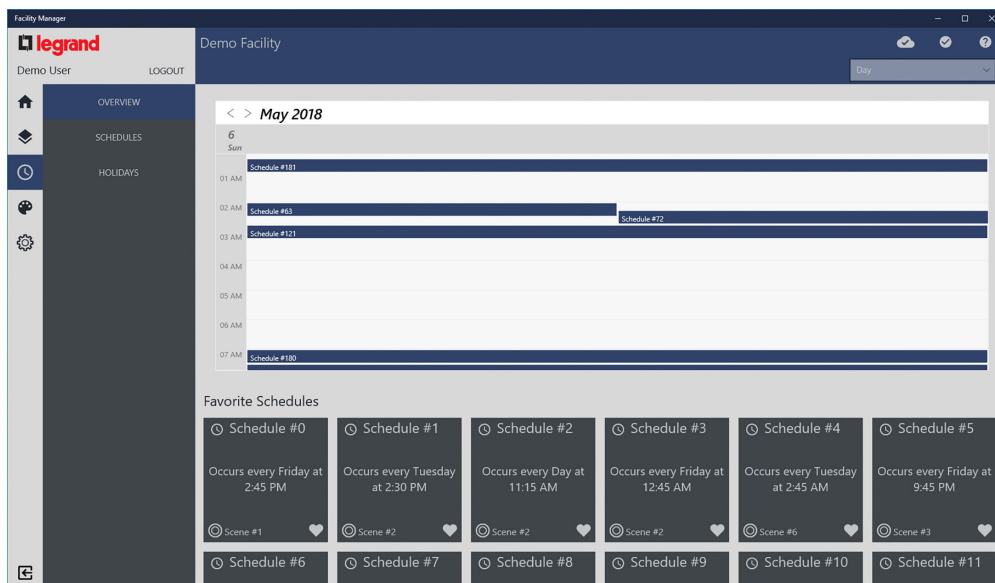 Facility Manager
legrand
Demo Facility
Demo User
LOGOUT
Day
OVERVIEW
SCHEDULES
HOLIDAYS
< > May 2018
6
Sun
Schedule #181
01 AM
02 AM
Schedule #63
Schedule #72
03 AM
Schedule #121
04 AM
05 AM
06 AM
07 AM
Schedule #180
Favorite Schedules
Schedule #0
Occurs every Friday at
2:45 PM
Scene #1
Schedule #1
Occurs every Tuesday
at 2:30 PM
Scene #2
Schedule #2
Occurs every Day at
11:15 AM
Scene #2
Schedule #3
Occurs every Friday at
12:45 AM
Scene #2
Schedule #4
Occurs every Tuesday
at 2:45 AM
Scene #6
Schedule #5
Occurs every Friday at
9:45 PM
Scene #3
Schedule #6
Schedule #7
Schedule #8
Schedule #9
Schedule #10
Schedule #11